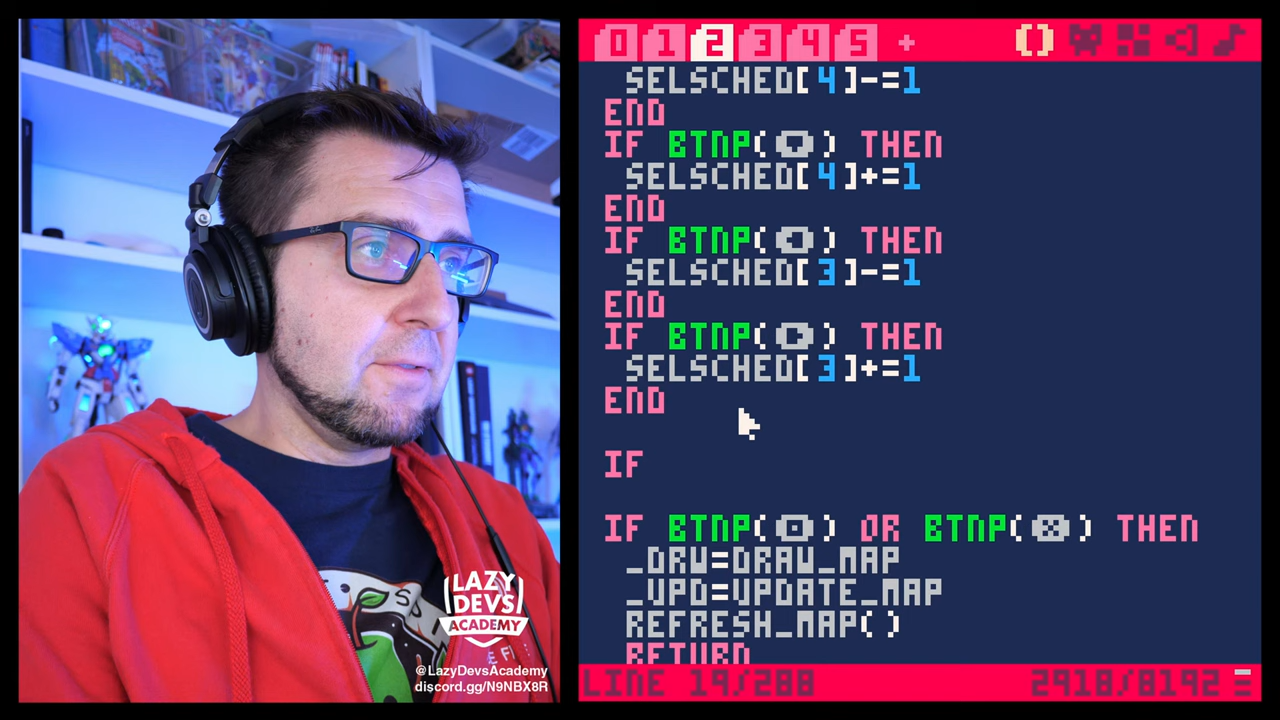 0 1 2 3 4 5 +
SELSCHED[4]-=1
END
IF BTNP(⬇️) THEN
SELSCHED[4]+=1
END
IF BTNP(⬅️) THEN
SELSCHED[3]-=1
END
IF BTNP(➡️) THEN
SELSCHED[3]+=1
END
IF
IF BTNP(🅾️) OR BTNP(❎) THEN
_DRW=DRAW_MAP
_UPD=UPDATE_MAP
REFRESH_MAP()
RETURN
LINE 19/288
2918/8192
LAZY
DEVS
ACADEMY
@LazyDevsAcademy
discord.gg/N9NBX8R